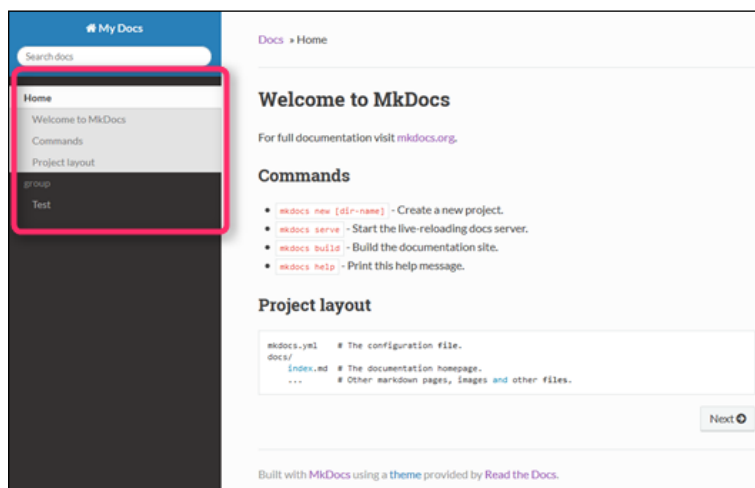 My Docs
Search docs
Home
Welcome to MkDocs
Commands
Project layout
group
Test
Docs » Home
Welcome to MkDocs
For full documentation visit mkdocs.org.
Commands
mkdocs new [dir-name] - Create a new project.
mkdocs serve - Start the live-reloading docs server.
mkdocs build - Build the documentation site.
mkdocs help - Print this help message.
Project layout
mkdocs.yml # The configuration file.
docs/
index.md # The documentation homepage.
... # Other markdown pages, images and other files.
Next
Built with MkDocs using a theme provided by Read the Docs.